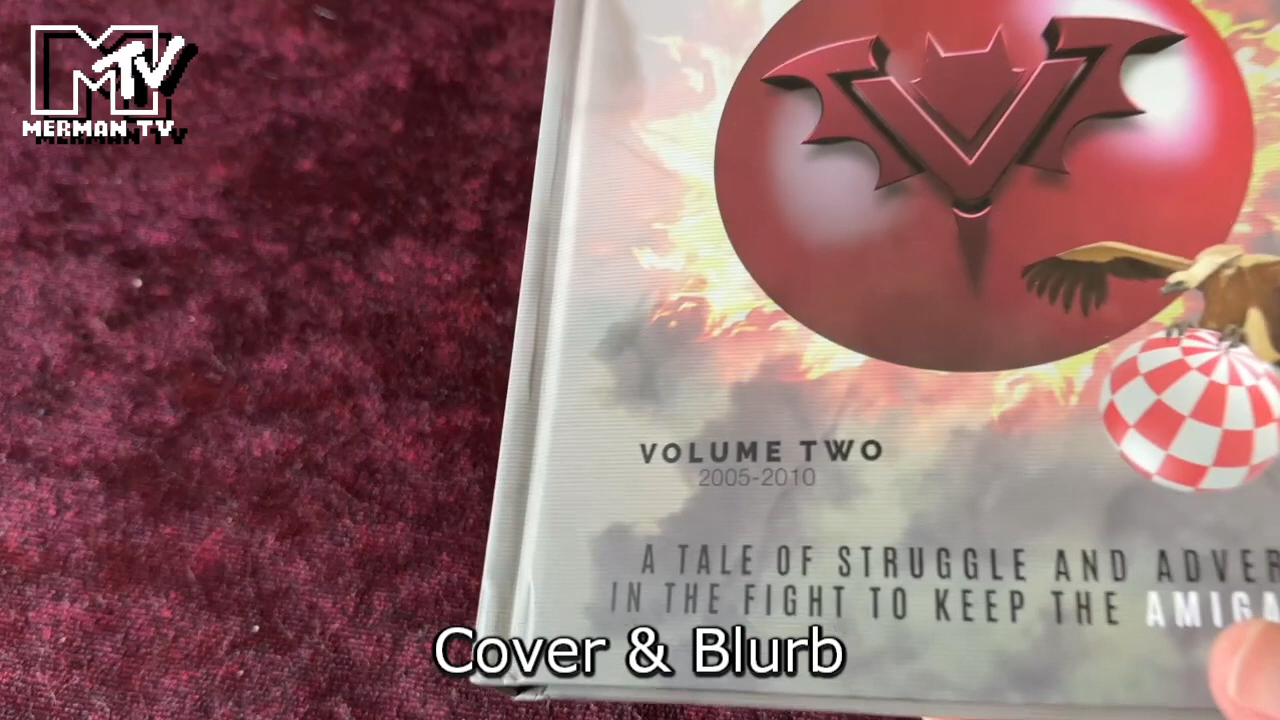 MTV
MERMAN TV
VOLUME TWO
2005-2010
A TALE OF STRUGGLE AND ADVER
IN THE FIGHT TO KEEP THE AMIGA
Cover & Blurb